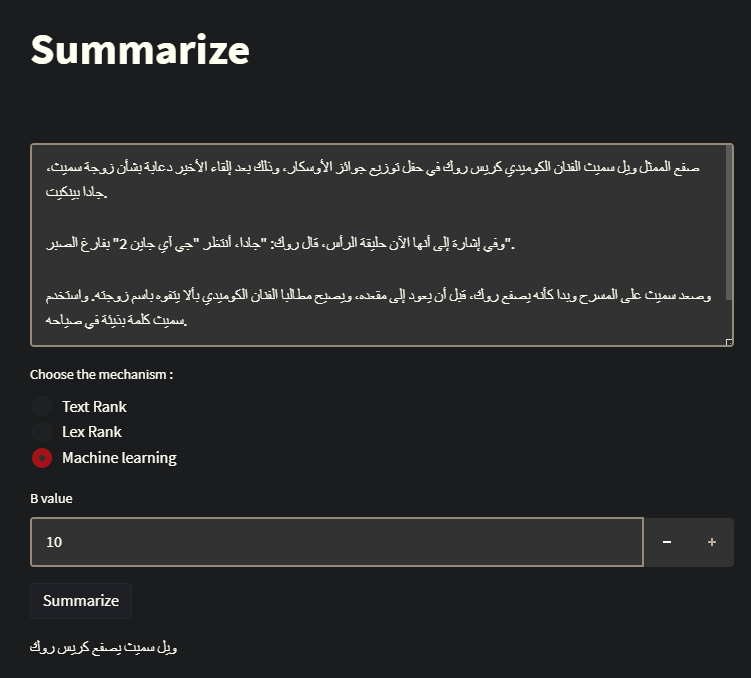 Summarize
صفع الممثل ويل سميث الفنان الكوميدي كريس روك في حفل توزيع جوائز الأوسكار، وذلك بعد إلقاء الأخير دعابة بشأن زوجة سميث،
جادا بينكيت.
وفي إشارة إلى أنها الآن حليقة الرأس، قال روك: "جادا، أنتظر "جي آي جاين 2" بفارغ الصبر".
وصعد سميث على المسرح وبدا كأنه يصفع روك، قبل أن يعود إلى مقعده، ويصيح مطالبا الفنان الكوميدي بألا يتفوه باسم زوجته. واستخدم
سميث كلمة بذيئة في صياحه.
Choose the mechanism :
Text Rank
Lex Rank
Machine learning
B value
10 − +
Summarize
ويل سميث يصفع كريس روك